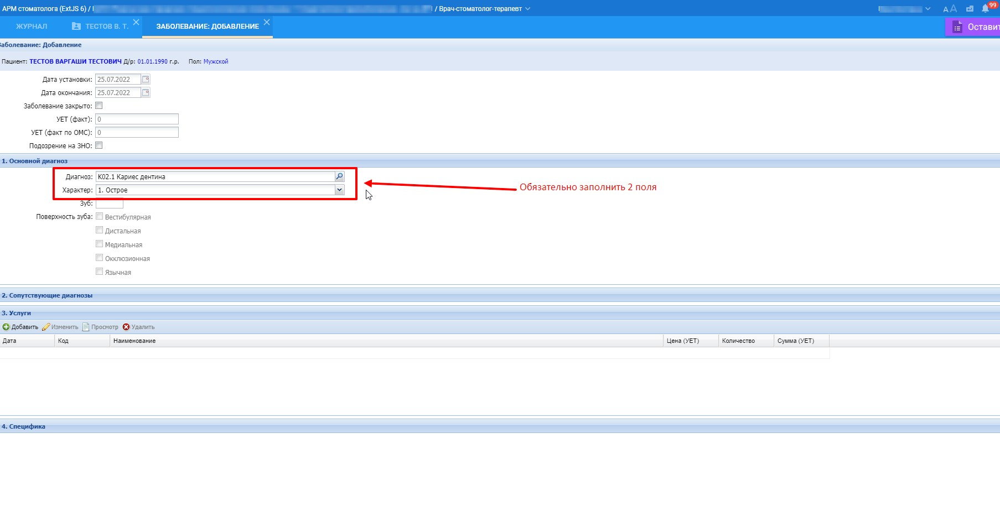 АРМ стоматолога (ExtJS 6) / / Врач-стоматолог-терапевт
A A 99
ЖУРНАЛ ТЕСТОВ В. Т. ЗАБОЛЕВАНИЕ: ДОБАВЛЕНИЕ Оставит
Заболевание: Добавление
Пациент: ТЕСТОВ ВАРГАШИ ТЕСТОВИЧ Д/р: 01.01.1990 г.р. Пол: Мужской
Дата установки: 25.07.2022
Дата окончания: 25.07.2022
Заболевание закрыто:
УЕТ (факт): 0
УЕТ (факт по ОМС): 0
Подозрение на ЗНО:
1. Основной диагноз
Диагноз: K02.1 Кариес дентина
Характер: 1. Острое
Обязательно заполнить 2 поля
Зуб:
Поверхность зуба: Вестибулярная
Дистальная
Медиальная
Окклюзионная
Язычная
2. Сопутствующие диагнозы
3. Услуги
Добавить Изменить Просмотр Удалить
Дата Код Наименование Цена (УЕТ) Количество Сумма (УЕТ)
4. Специфика